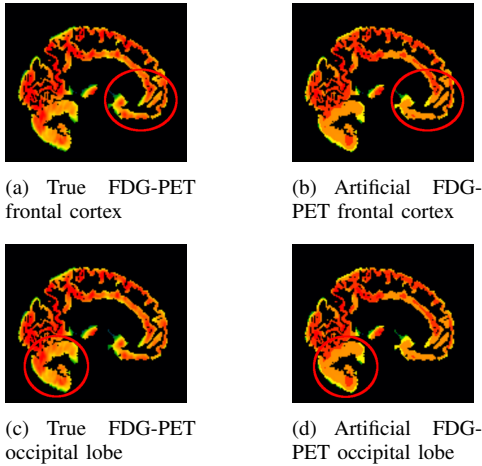 (a) True FDG-PET
frontal cortex
(b) Artificial FDG-
PET frontal cortex
(c) True FDG-PET
occipital lobe
(d) Artificial FDG-
PET occipital lobe